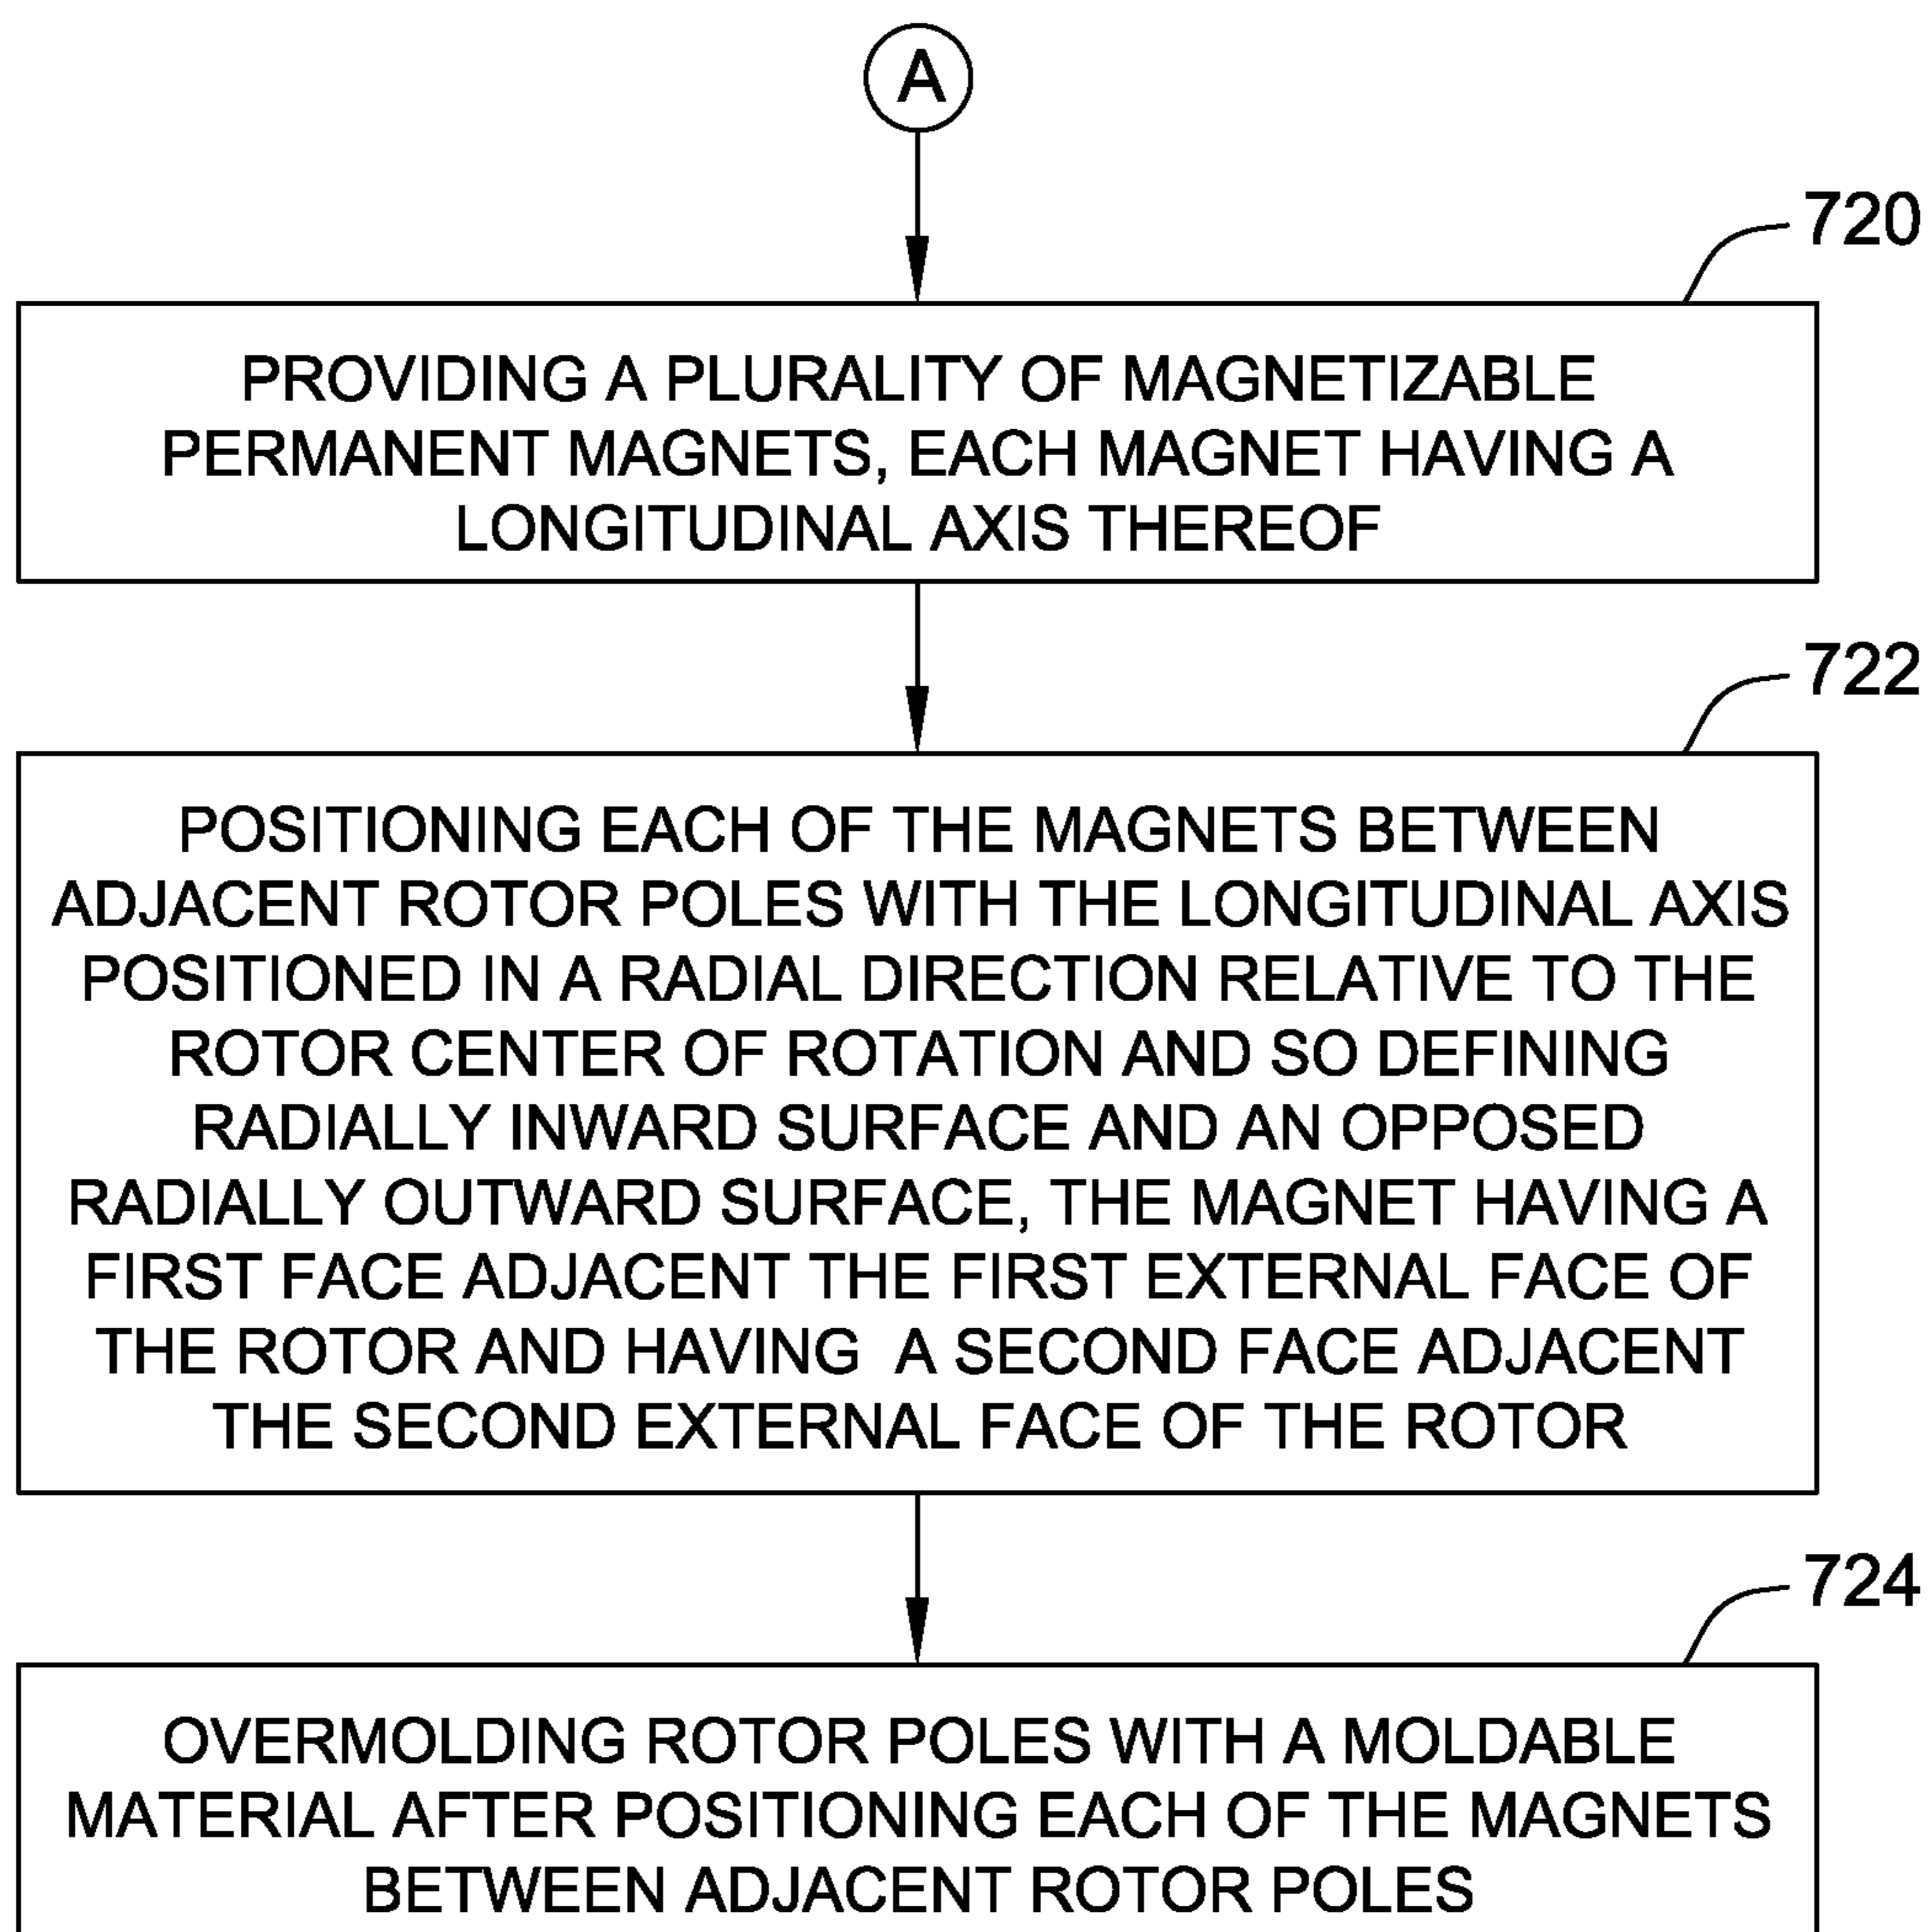 A
720
PROVIDING A PLURALITY OF MAGNETIZABLE
PERMANENT MAGNETS, EACH MAGNET HAVING A
LONGITUDINAL AXIS THEREOF
722
POSITIONING EACH OF THE MAGNETS BETWEEN
ADJACENT ROTOR POLES WITH THE LONGITUDINAL AXIS
POSITIONED IN A RADIAL DIRECTION RELATIVE TO THE
ROTOR CENTER OF ROTATION AND SO DEFINING
RADIALLY INWARD SURFACE AND AN OPPOSED
RADIALLY OUTWARD SURFACE, THE MAGNET HAVING A
FIRST FACE ADJACENT THE FIRST EXTERNAL FACE OF
THE ROTOR AND HAVING  A SECOND FACE ADJACENT
THE SECOND EXTERNAL FACE OF THE ROTOR
724
OVERMOLDING ROTOR POLES WITH A MOLDABLE
MATERIAL AFTER POSITIONING EACH OF THE MAGNETS
BETWEEN ADJACENT ROTOR POLES